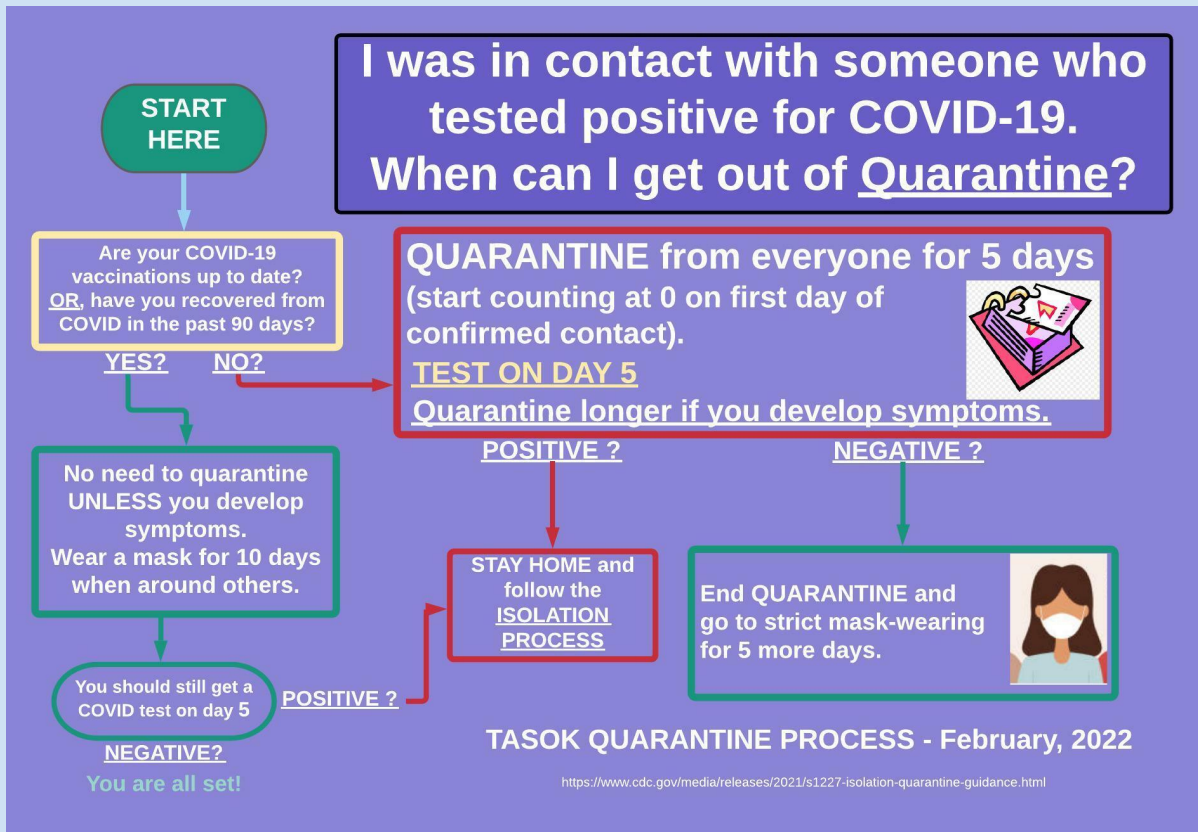 I was in contact with someone who
tested positive for COVID-19.
When can I get out of Quarantine?
START
HERE
Are your COVID-19
vaccinations up to date?
OR, have you recovered from
COVID in the past 90 days?
YES? NO?
QUARANTINE from everyone for 5 days
(start counting at 0 on first day of
confirmed contact).
TEST ON DAY 5
Quarantine longer if you develop symptoms.
POSITIVE ? NEGATIVE ?
No need to quarantine
UNLESS you develop
symptoms.
Wear a mask for 10 days
when around others.
STAY HOME and
follow the
ISOLATION
PROCESS
End QUARANTINE and
go to strict mask-wearing
for 5 more days.
You should still get a
COVID test on day 5
POSITIVE ?
NEGATIVE?
You are all set!
TASOK QUARANTINE PROCESS - February, 2022
https://www.cdc.gov/media/releases/2021/s1227-isolation-quarantine-guidance.html